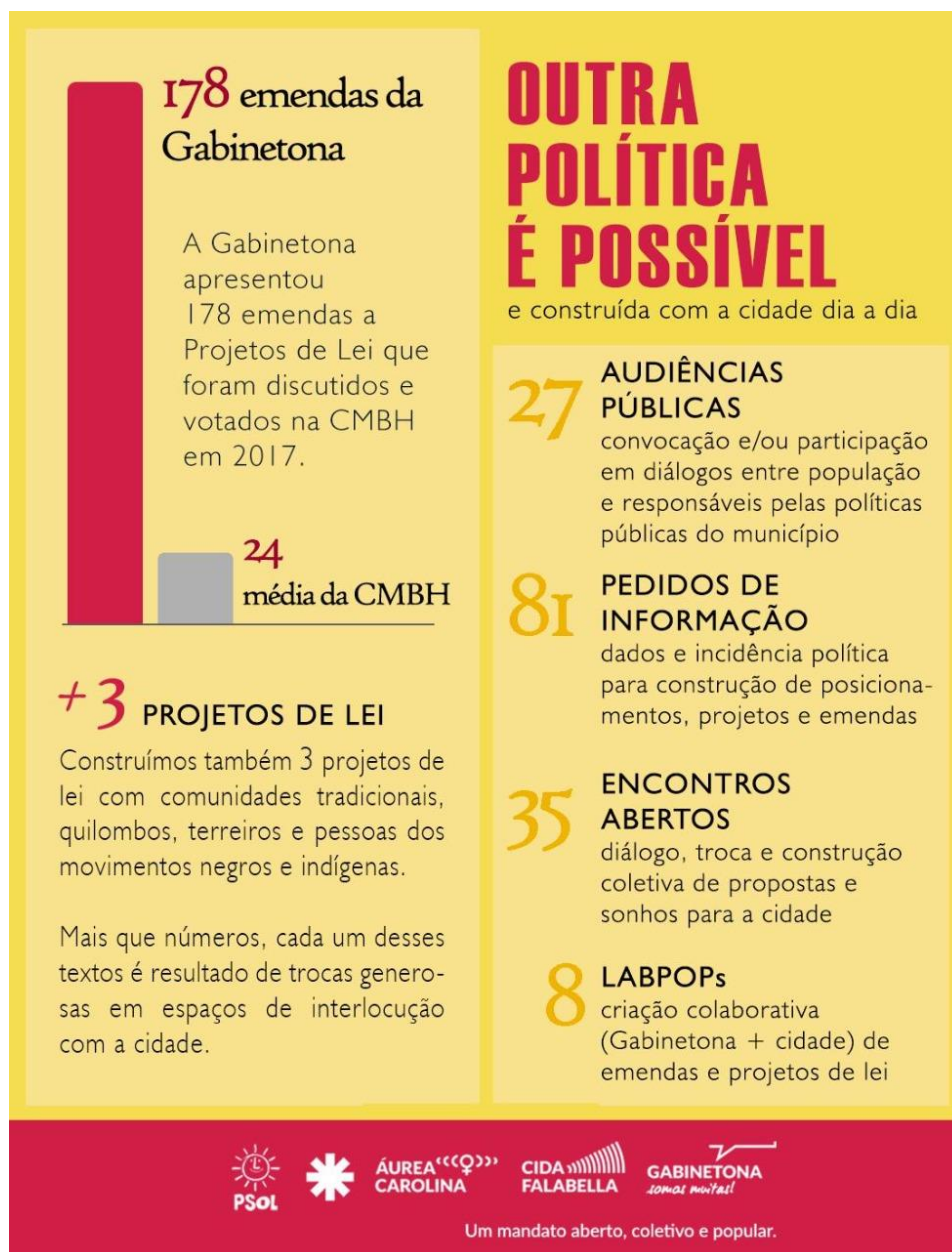 178 emendas da
Gabinetona
A Gabinetona
apresentou
178 emendas a
Projetos de Lei que
foram discutidos e
votados na CMBH
em 2017.
24
média da CMBH
+3 PROJETOS DE LEI
Construímos também 3 projetos de
lei com comunidades tradicionais,
quilombos, terreiros e pessoas dos
movimentos negros e indígenas.
Mais que números, cada um desses
textos é resultado de trocas genero-
sas em espaços de interlocução
com a cidade.
OUTRA
POLÍTICA
É POSSÍVEL
e construída com a cidade dia a dia
27 AUDIÊNCIAS
PÚBLICAS
convocação e/ou participação
em diálogos entre população
e responsáveis pelas políticas
públicas do município
81 PEDIDOS DE
INFORMAÇÃO
dados e incidência política
para construção de posiciona-
mentos, projetos e emendas
35 ENCONTROS
ABERTOS
diálogo, troca e construção
coletiva de propostas e
sonhos para a cidade
8 LABPOPs
criação colaborativa
(Gabinetona + cidade) de
emendas e projetos de lei
PSOL
ÁUREA
CAROLINA
CIDA
FALABELLA
GABINETONA
somos muitas!
Um mandato aberto, coletivo e popular.